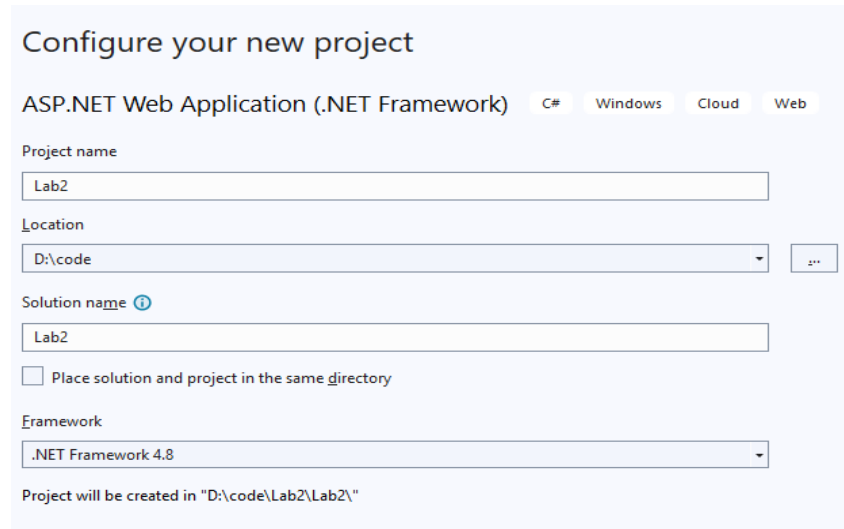 Configure your new project
ASP.NET Web Application (.NET Framework) C# Windows Cloud Web
Project name
Lab2
Location
D:\code
...
Solution name
Lab2
Place solution and project in the same directory
Framework
.NET Framework 4.8
Project will be created in "D:\code\Lab2\Lab2\"